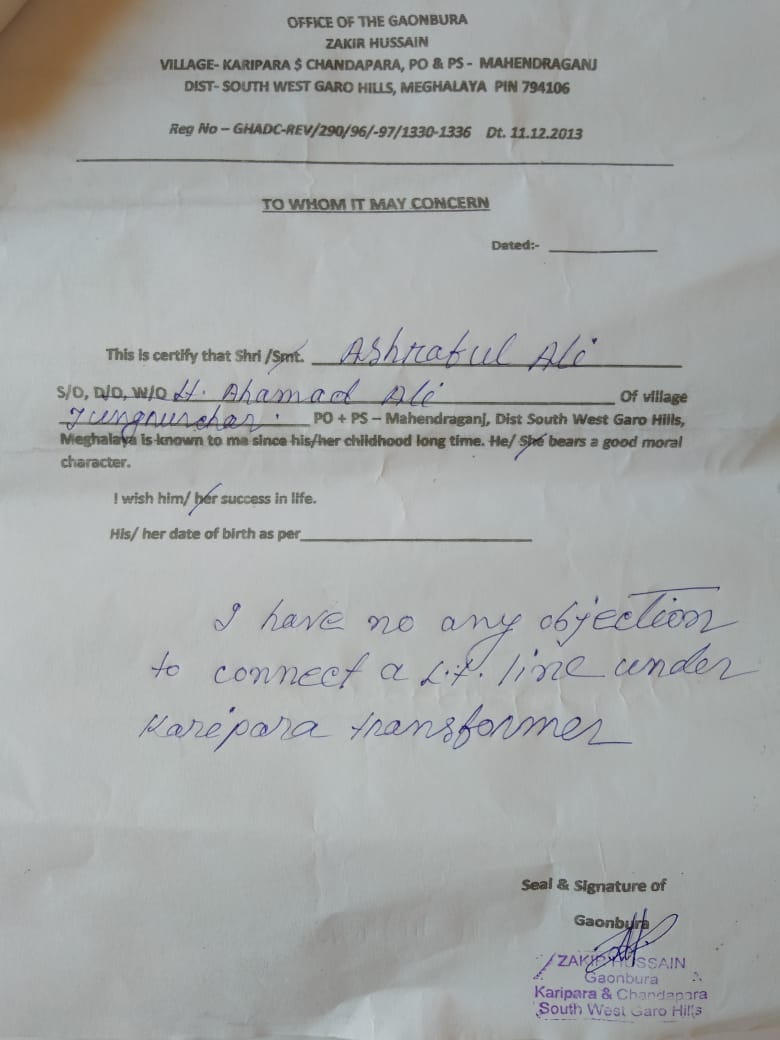 OFFICE OF THE GAONBURA
ZAKIR HUSSAIN
VILLAGE- KARIPARA $ CHANDAPARA, PO & PS - MAHENDRAGANJ
DIST- SOUTH WEST GARO HILLS, MEGHALAYA PIN 794106
Reg No – GHADC-REV/290/96/-97/1330-1336 Dt. 11.12.2013
TO WHOM IT MAY CONCERN
Dated:-
This is certify that Shri /Smt. Ashraful Ali
S/O, D/O, W/O H. Ahamad Ali Of village
PO + PS – Mahendraganj, Dist South West Garo Hills,
Meghalaya is known to me since his/her childhood long time. He/ She bears a good moral
character.
I wish him/ her success in life.
His/ her date of birth as per
I have no any objection
to connect a L.T. line under
Karipara transformer
Seal & Signature of
Gaonbura
ZAKIR HUSSAIN
Gaonbura
Karipara & Chandapara
South West Garo Hills